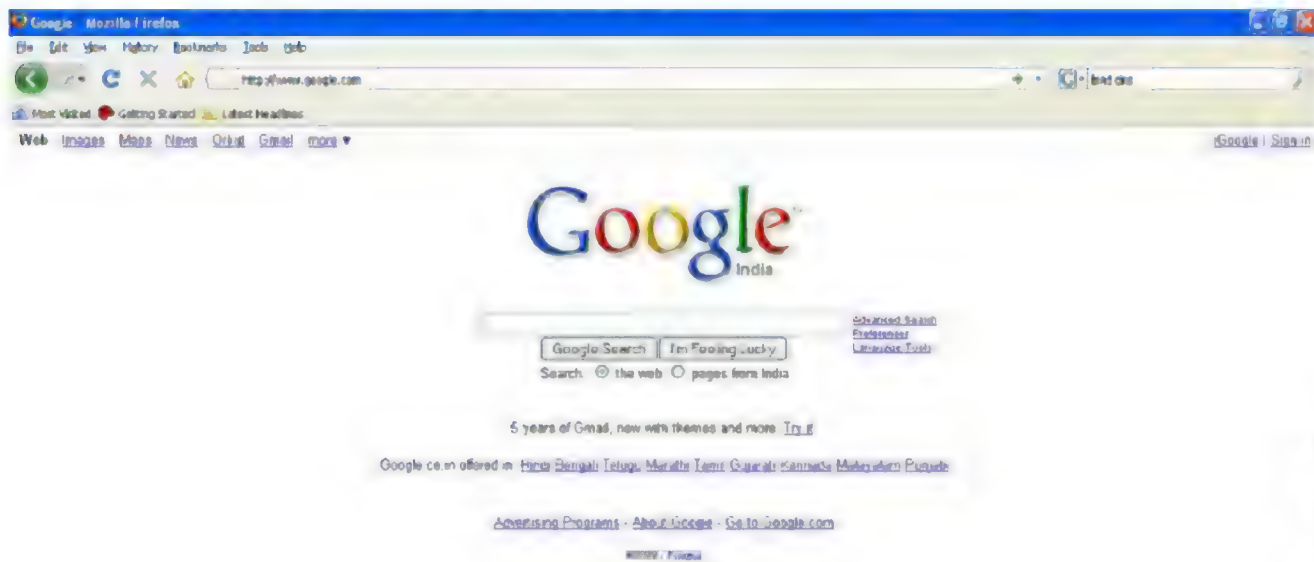 Google Mozilla Firefox
File Edit View History Bookmarks Tools Help
http://www.google.com
Most Visited Getting Started Latest Headlines
Web Images Maps News Orkut Gmail more ▼
iGoogle | Sign in
Google
India
Advanced Search
Preferences
Language Tools
Google Search I'm Feeling Lucky
Search: the web pages from India
5 years of Gmail, now with themes and more. Try it
Google.co.in offered in: Hindi Bengali Telugu Marathi Tamil Gujarati Kannada Malayalam Punjabi
Advertising Programs - About Google - Go to Google.com